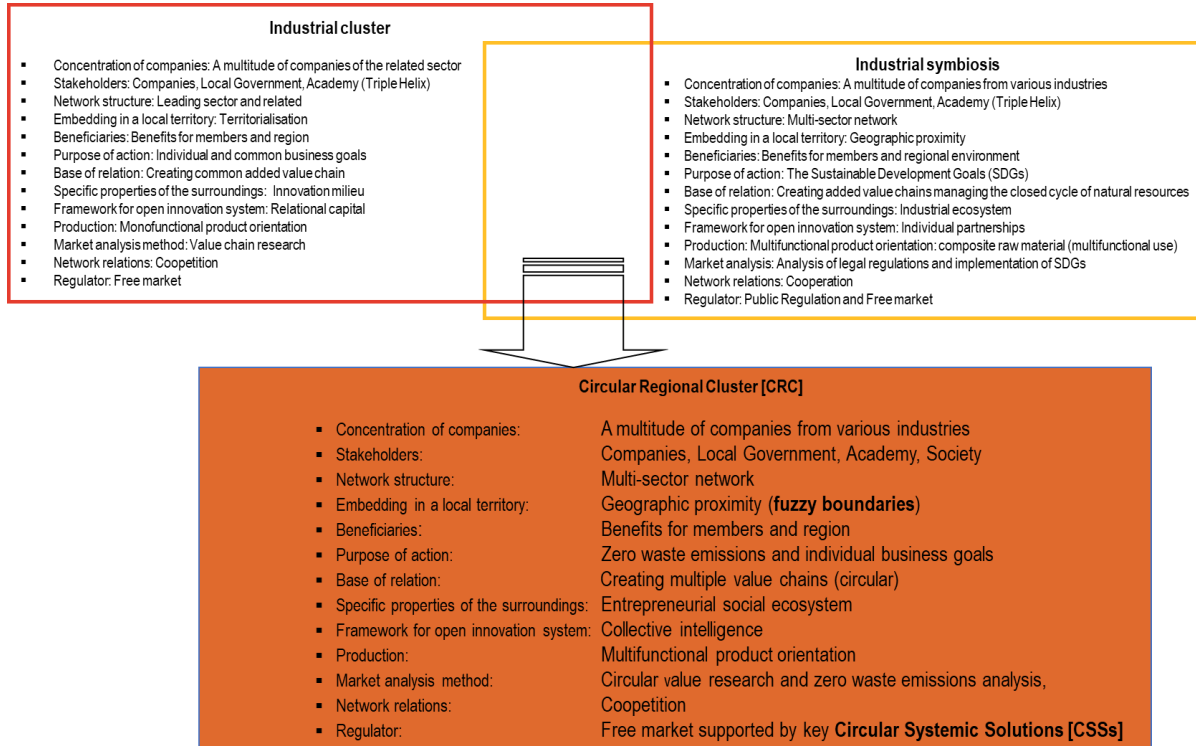 Industrial cluster
▪ Concentration of companies: A multitude of companies of the related sector
▪ Stakeholders: Companies, Local Government, Academy (Triple Helix)
▪ Network structure: Leading sector and related
▪ Embedding in a local territory: Territorialisation
▪ Beneficiaries: Benefits for members and region
▪ Purpose of action: Individual and common business goals
▪ Base of relation: Creating common added value chain
▪ Specific properties of the surroundings: Innovation milieu
▪ Framework for open innovation system: Relational capital
▪ Production: Monofunctional product orientation
▪ Market analysis method: Value chain research
▪ Network relations: Coopetition
▪ Regulator: Free market
Industrial symbiosis
▪ Concentration of companies: A multitude of companies from various industries
▪ Stakeholders: Companies, Local Government, Academy (Triple Helix)
▪ Network structure: Multi-sector network
▪ Embedding in a local territory: Geographic proximity
▪ Beneficiaries: Benefits for members and regional environment
▪ Purpose of action: The Sustainable Development Goals (SDGs)
▪ Base of relation: Creating added value chains managing the closed cycle of natural resources
▪ Specific properties of the surroundings: Industrial ecosystem
▪ Framework for open innovation system: Individual partnerships
▪ Production: Multifunctional product orientation: composite raw material (multifunctional use)
▪ Market analysis: Analysis of legal regulations and implementation of SDGs
▪ Network relations: Cooperation
▪ Regulator: Public Regulation and Free market
Circular Regional Cluster [CRC]
▪ Concentration of companies: A multitude of companies from various industries
▪ Stakeholders: Companies, Local Government, Academy, Society
▪ Network structure: Multi-sector network
▪ Embedding in a local territory: Geographic proximity (fuzzy boundaries)
▪ Beneficiaries: Benefits for members and region
▪ Purpose of action: Zero waste emissions and individual business goals
▪ Base of relation: Creating multiple value chains (circular)
▪ Specific properties of the surroundings: Entrepreneurial social ecosystem
▪ Framework for open innovation system: Collective intelligence
▪ Production: Multifunctional product orientation
▪ Market analysis method: Circular value research and zero waste emissions analysis,
▪ Network relations: Coopetition
▪ Regulator: Free market supported by key Circular Systemic Solutions [CSSs]